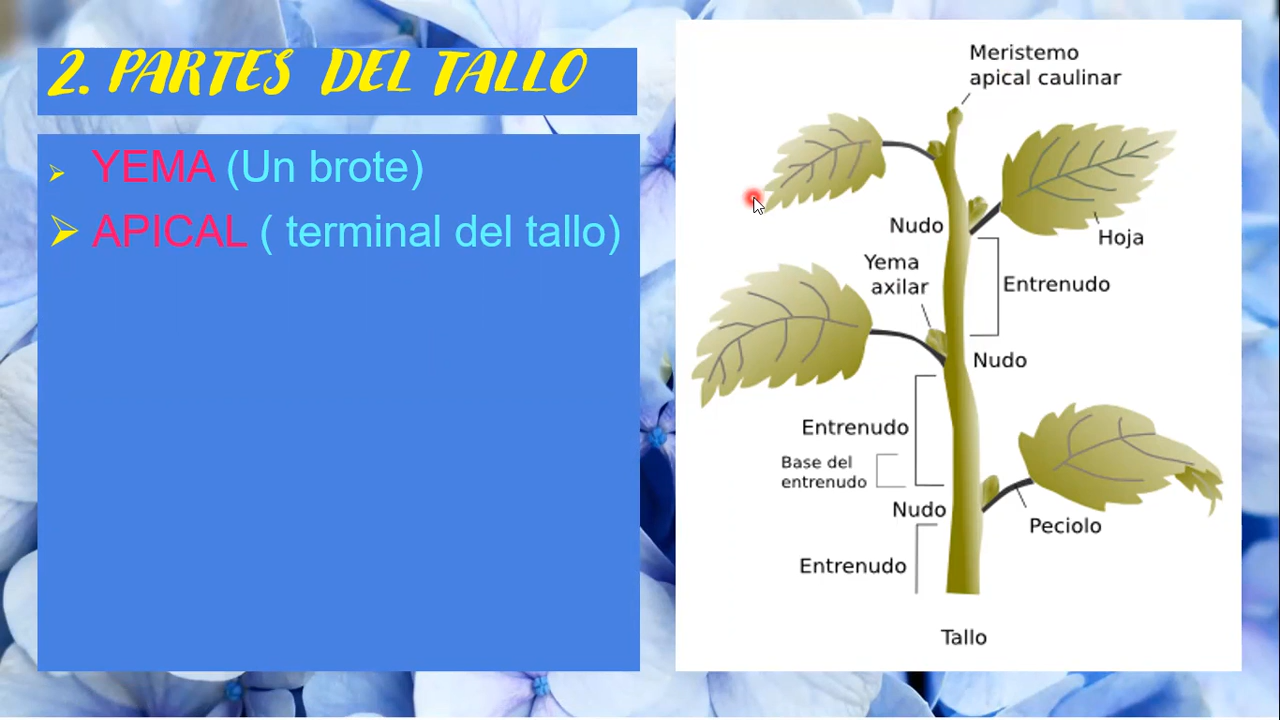 2. PARTES DEL TALLO
YEMA (Un brote)
APICAL ( terminal del tallo)
Meristemo
apical caulinar
Nudo
Hoja
Yema
axilar
Entrenudo
Nudo
Entrenudo
Base del
entrenudo
Nudo
Peciolo
Entrenudo
Tallo